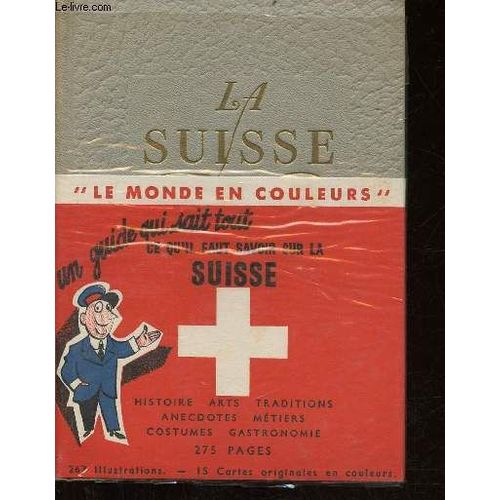 Le-livre.com
LA
SUISSE
"LE MONDE EN COULEURS"
un guide qui sait tout
CE QU'IL FAUT SAVOIR SUR LA
SUISSE
HISTOIRE ARTS TRADITIONS
ANECDOTES MÉTIERS
COSTUMES GASTRONOMIE
275 PAGES
Illustrations. — 15 Cartes originales en couleurs.